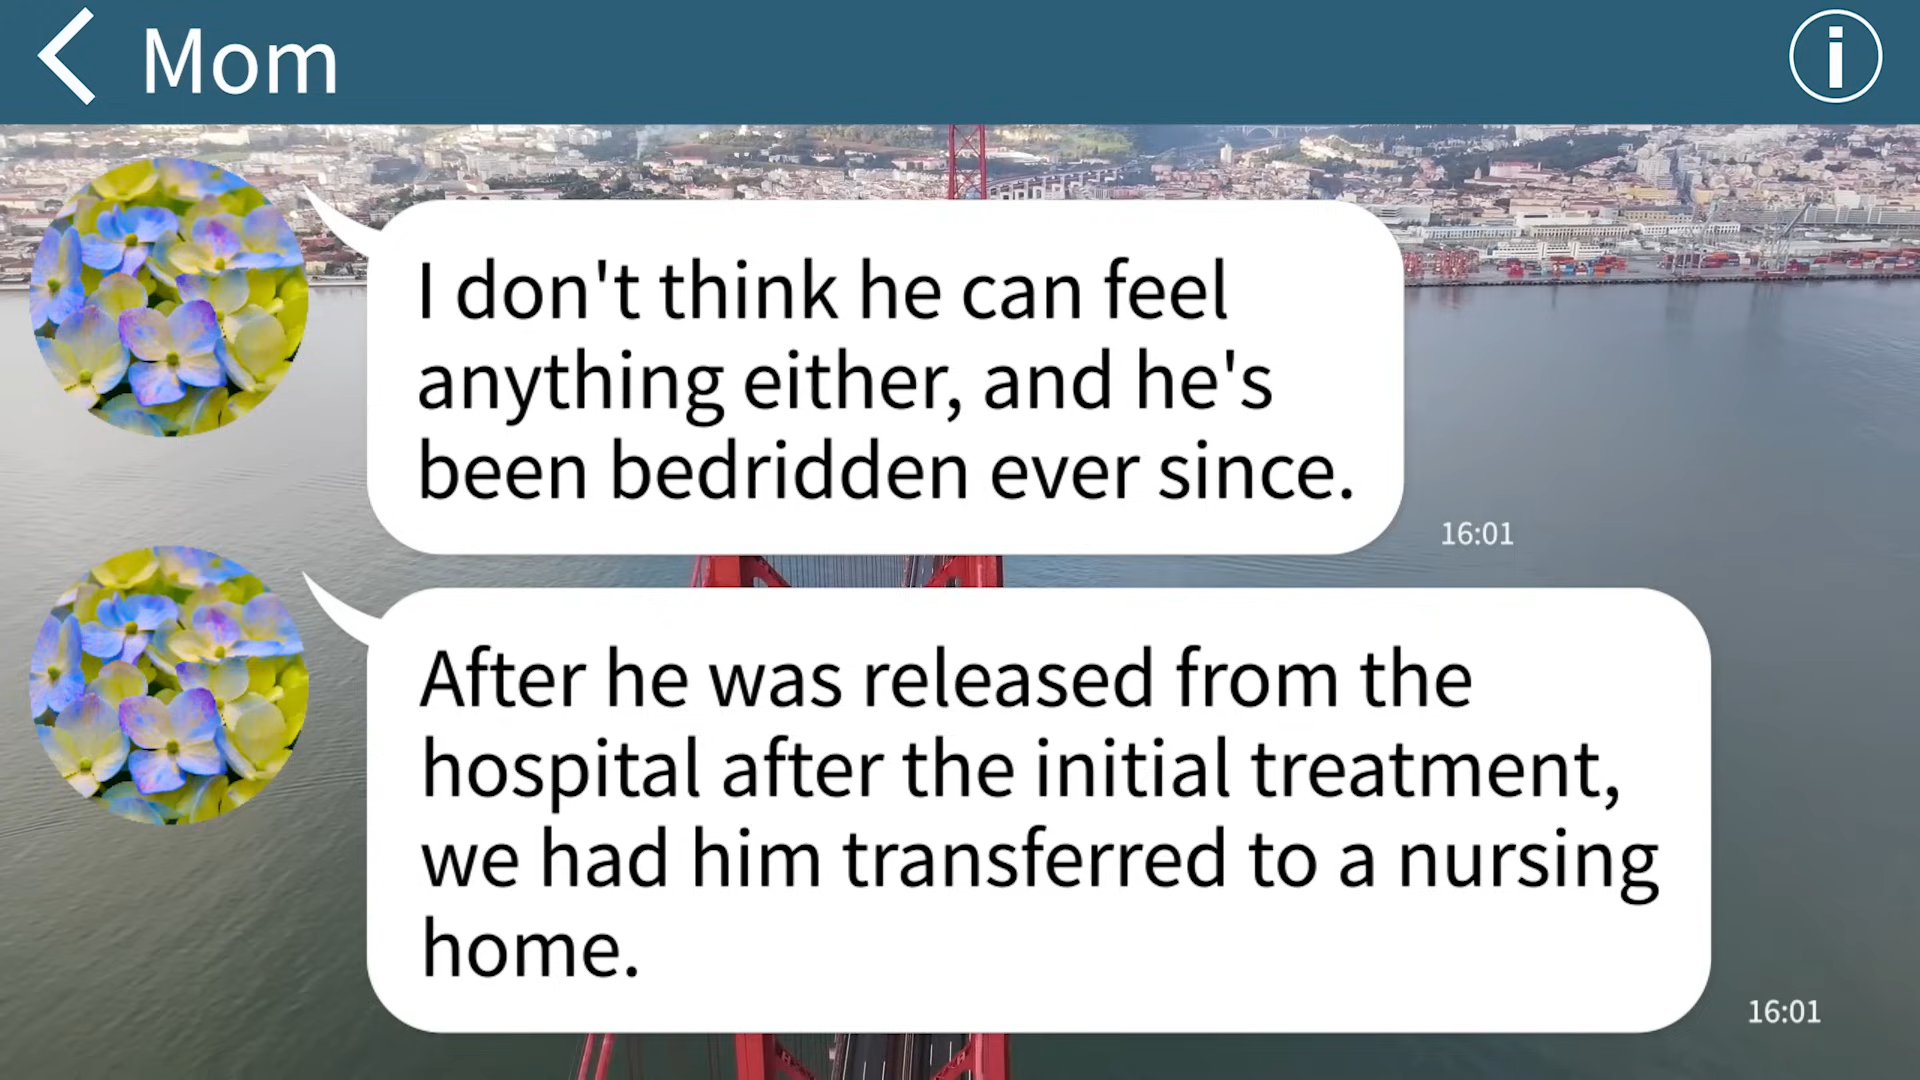 Mom
I don't think he can feel
anything either, and he's
been bedridden ever since.
16:01
After he was released from the
hospital after the initial treatment,
we had him transferred to a nursing
home.
16:01